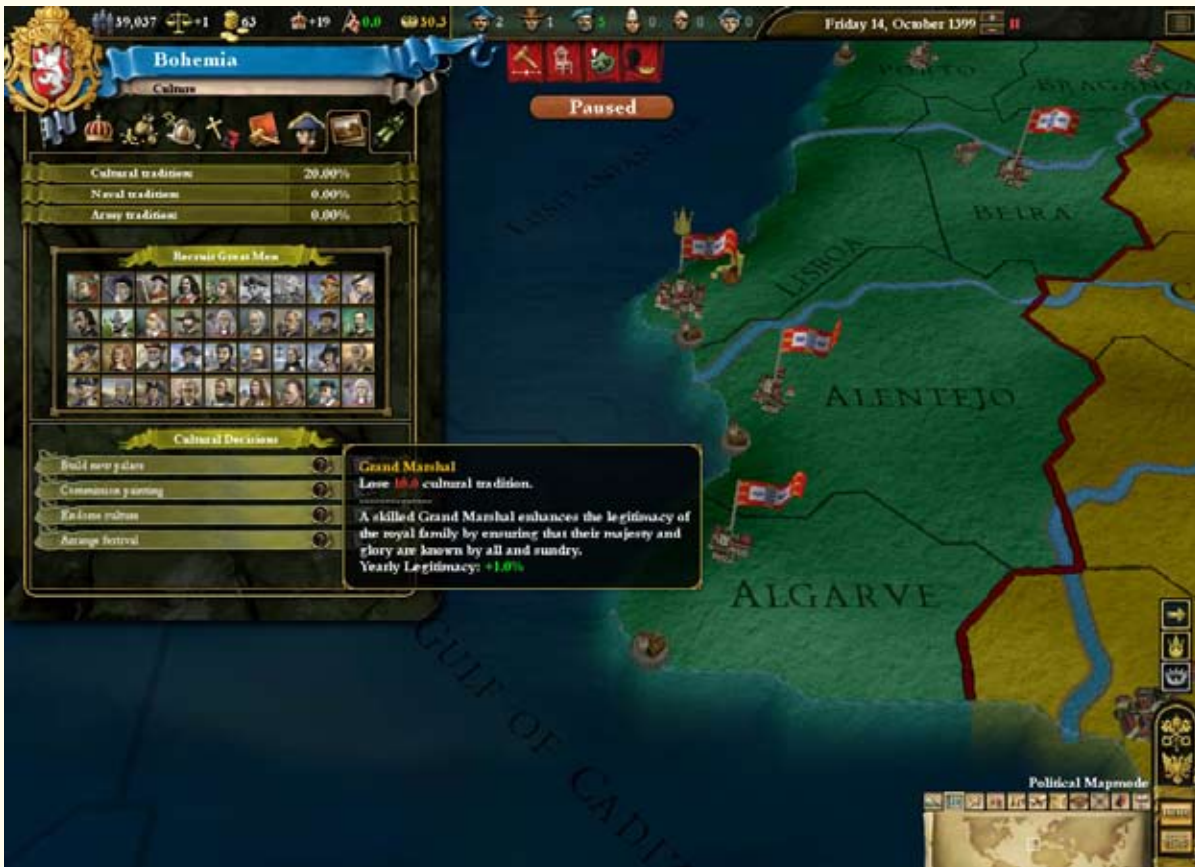 39,037 +1 63 +19 0.0 30.3 2 1 3 0 0 0 Friday 14, October 1399
Bohemia
Culture
Paused
Cultural tradition: 20.00%
Naval tradition: 0.00%
Army tradition: 0.00%
Recruit Great Men
Cultural Decisions
Build new palace
Commission painting
Endorse culture
Arrange festival
Grand Marshal
Lose 10.0 cultural tradition.
A skilled Grand Marshal enhances the legitimacy of
the royal family by ensuring that their majesty and
glory are known by all and sundry.
Yearly Legitimacy: +1.0%
PORTO
BRAGANCA
BEIRA
LISBOA
ALENTEJO
ALGARVE
GULF OF CADI
Political Mapmode